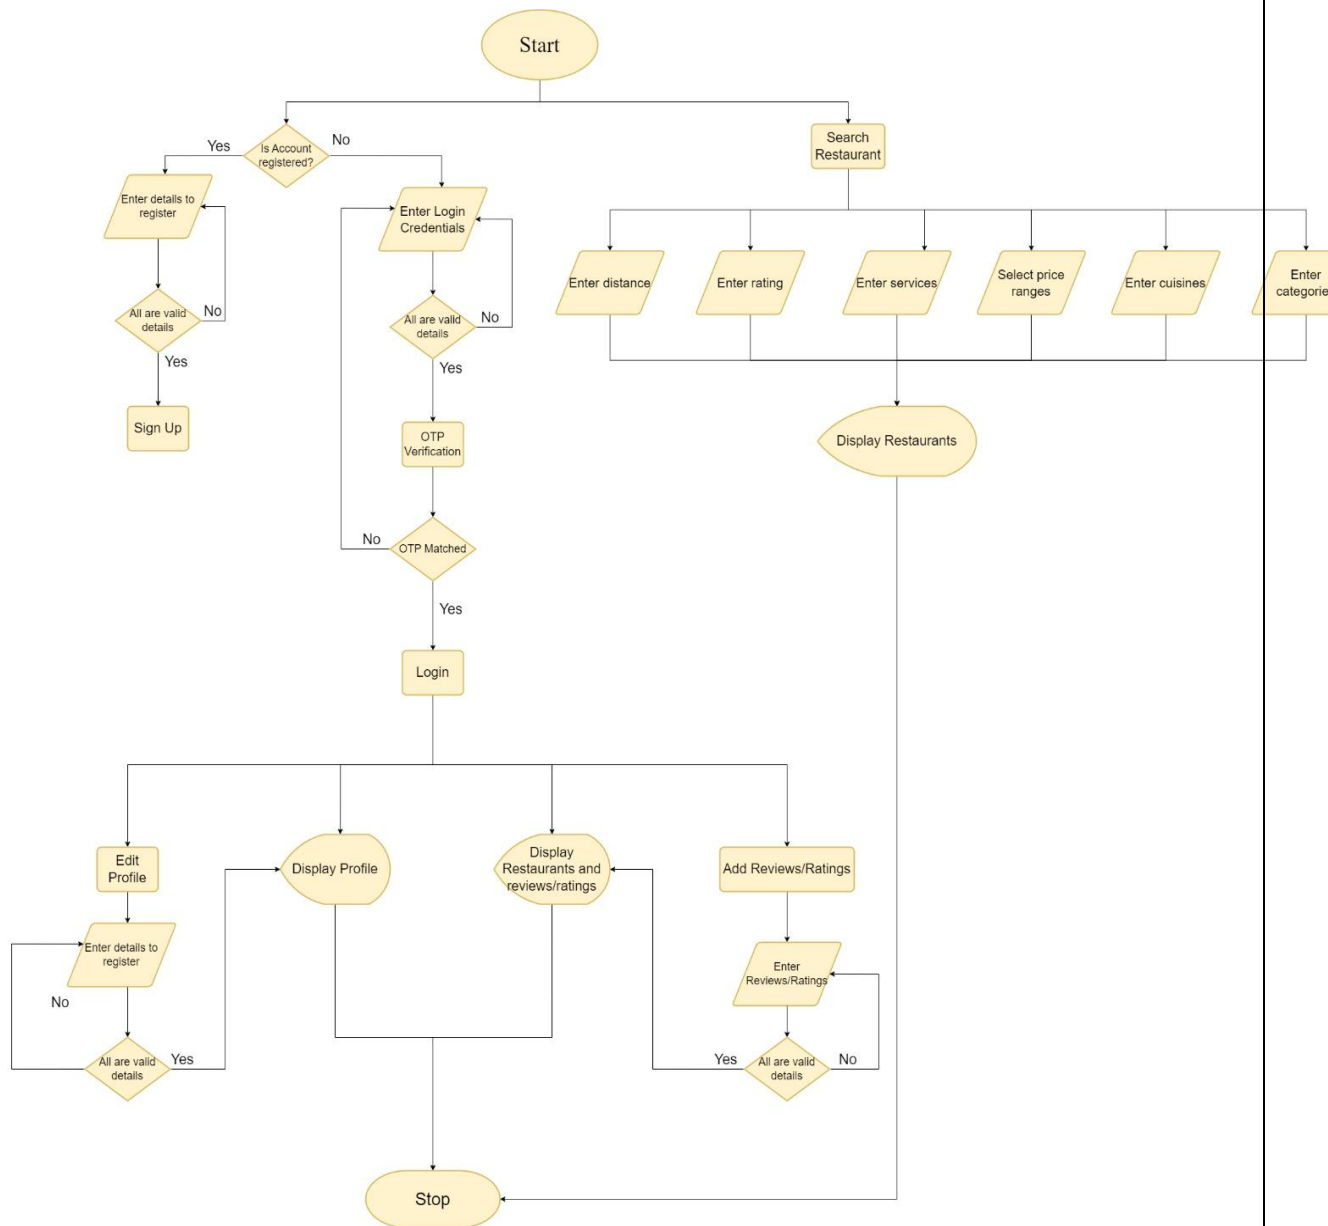 Start
Is Account
registered?
Yes
No
Search
Restaurant
Enter details to
register
Enter Login
Credentials
Enter distance
Enter rating
Enter services
Select price
ranges
Enter cuisines
Enter
categorie
All are valid
details
No
Yes
All are valid
details
No
Yes
Sign Up
OTP
Verification
Display Restaurants
OTP Matched
No
Yes
Login
Edit
Profile
Display Profile
Display
Restaurants and
reviews/ratings
Add Reviews/Ratings
Enter details to
register
No
Enter
Reviews/Ratings
All are valid
details
Yes
All are valid
details
Yes
No
Stop